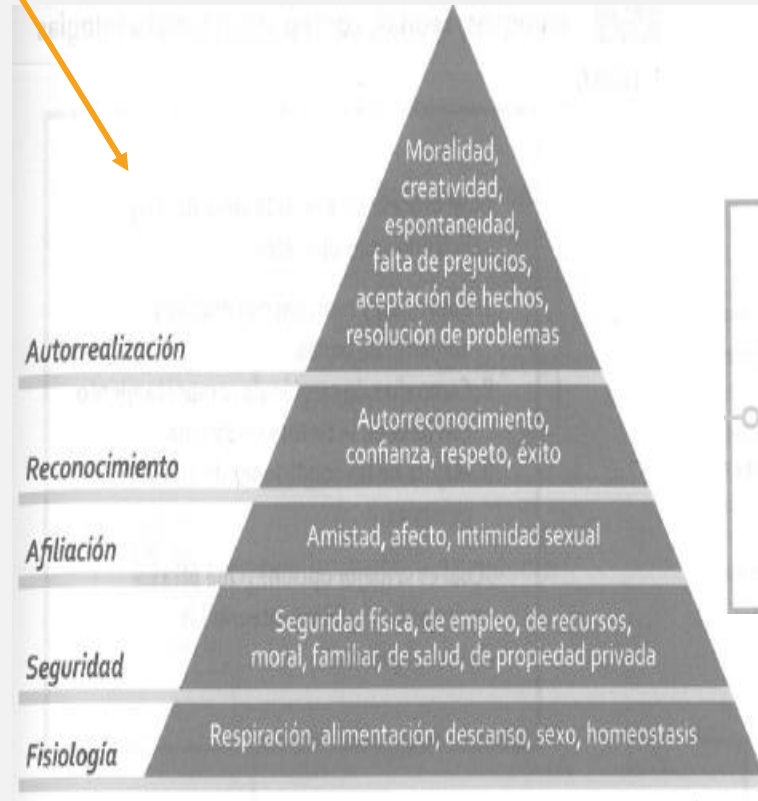 Moralidad,
creatividad,
espontaneidad,
falta de prejuicios,
aceptación de hechos,
resolución de problemas
Autorrealización
Autorreconocimiento,
confianza, respeto, éxito
Reconocimiento
Amistad, afecto, intimidad sexual
Afiliación
Seguridad física, de empleo, de recursos,
moral, familiar, de salud, de propiedad privada
Seguridad
Respiración, alimentación, descanso, sexo, homeostasis
Fisiología